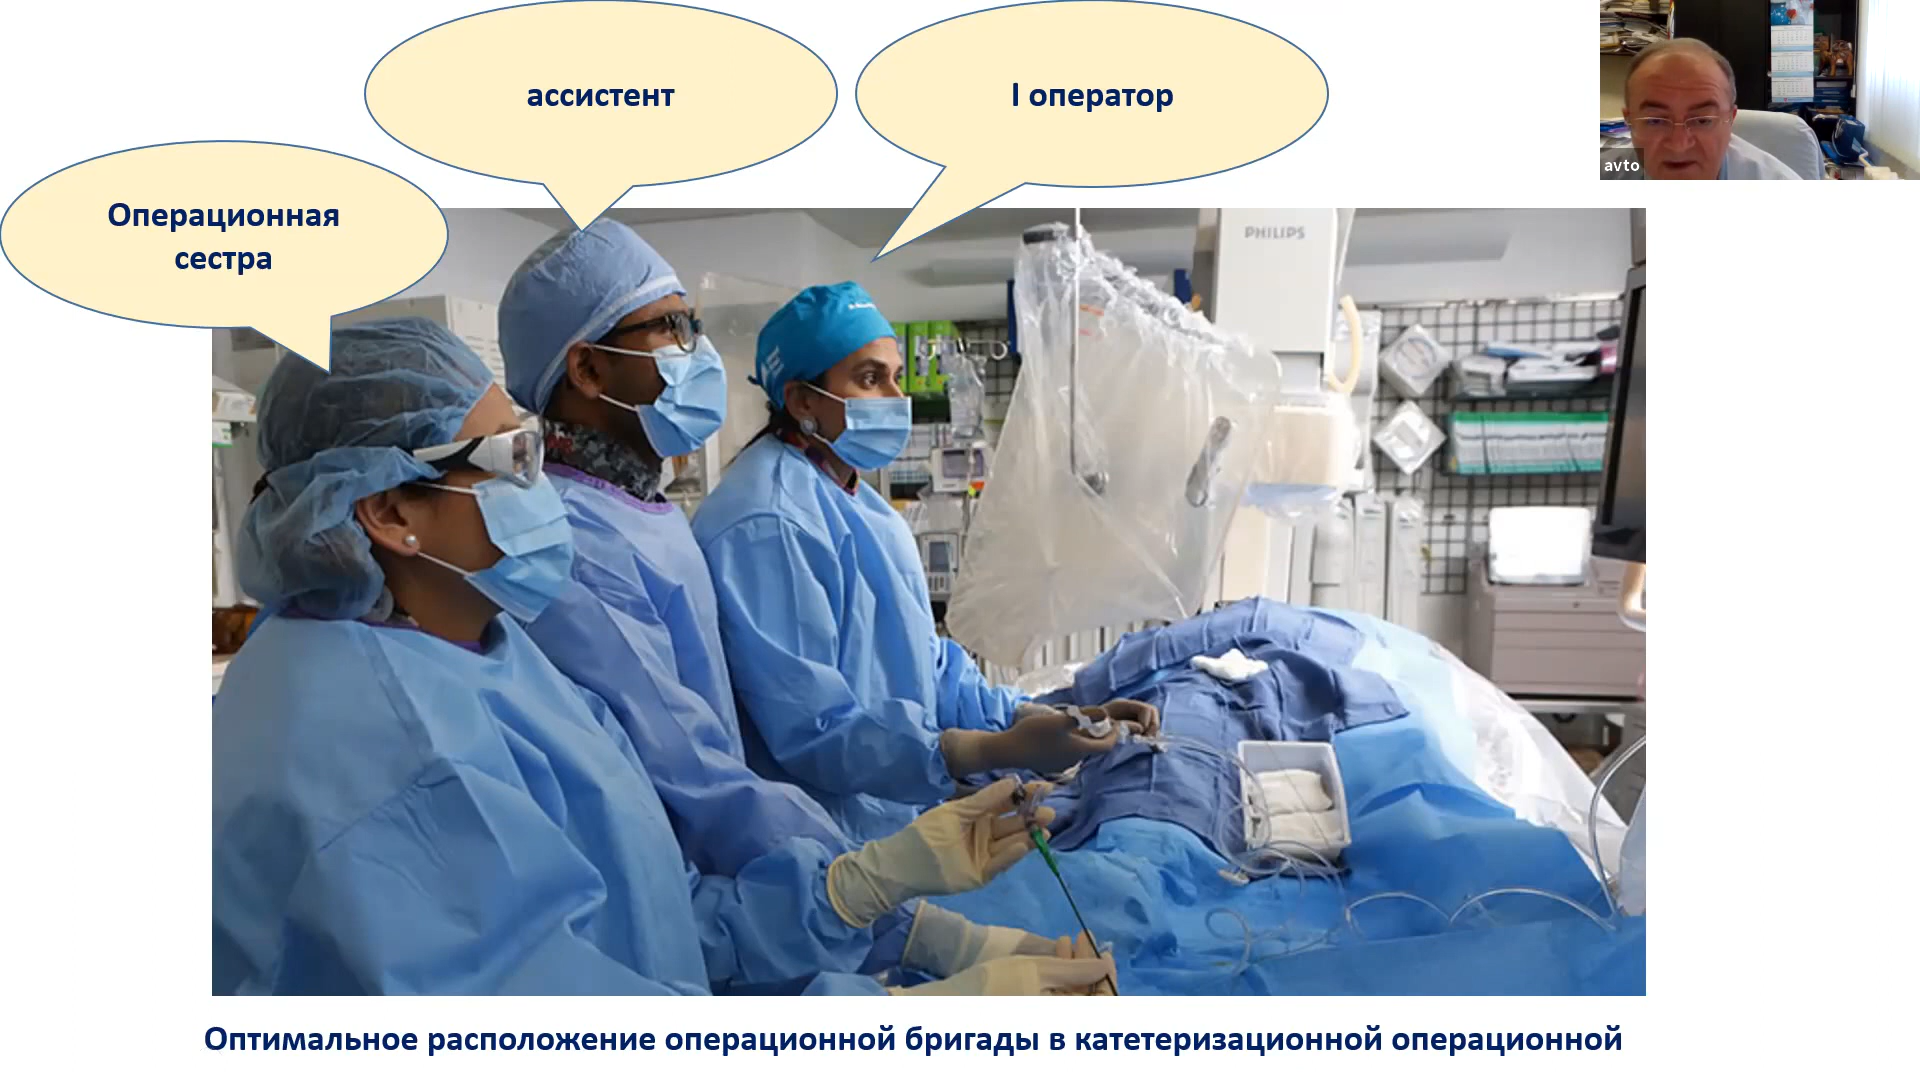 ассистент
I оператор
Операционная
сестра
avto
PHILIPS
Оптимальное расположение операционной бригады в катетеризационной операционной